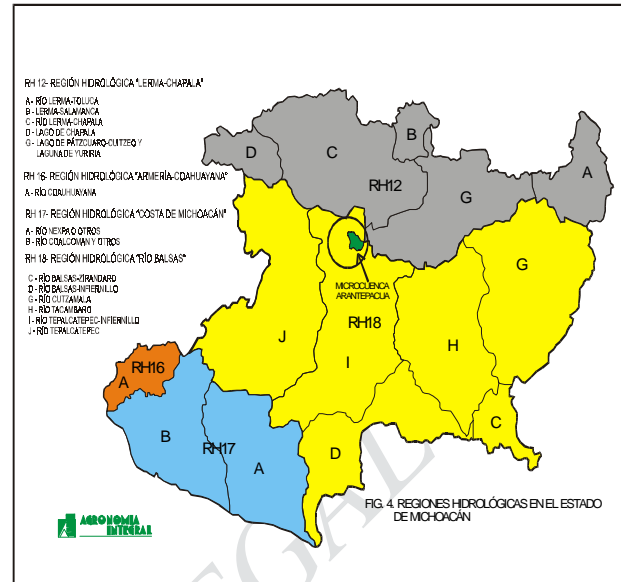 RH 12- REGIÓN HIDROLÓGICA "LERMA-CHAPALA"
A- RÍO LERMA-TOLUCA
B - LERMA-SALAMANCA
C - RÍO LERMA-CHAPALA
D - LAGO DE CHAPALA
G - LAGO DE PÁTZCUARO-CUITZEO Y
LAGUNA DE YURIRIA
RH 16- REGIÓN HIDROLÓGICA "ARMERÍA-COAHUAYANA"
A - RÍO COAUHUAYANA
RH 17- REGIÓN HIDROLÓGICA "COSTA DE MICHOACÁN"
A- RÍO NEXPA O OTROS
B - RÍO COALCOMAN Y OTROS
RH 18- REGIÓN HIDROLÓGICA "RÍO BALSAS"
C - RÍO BALSAS-ZIRANDARO
D - RÍO BALSAS-INFIERNILLO
G - RÍO CUTZAMALA
H - RÍO TACAMBARO
I - RÍO TEPALCATEPEC-INFIERNILLO
J - RÍO TEPALCATEPEC
D
C
B
RH12
G
A
MICROCUENCA
ARANTEPACUA
G
J
RH18
I
H
RH16
A
B
RH17
A
D
C
FIG. 4. REGIONES HIDROLÓGICAS EN EL ESTADO
DE MICHOACÁN
AGRONOMIA
INTEGRAL